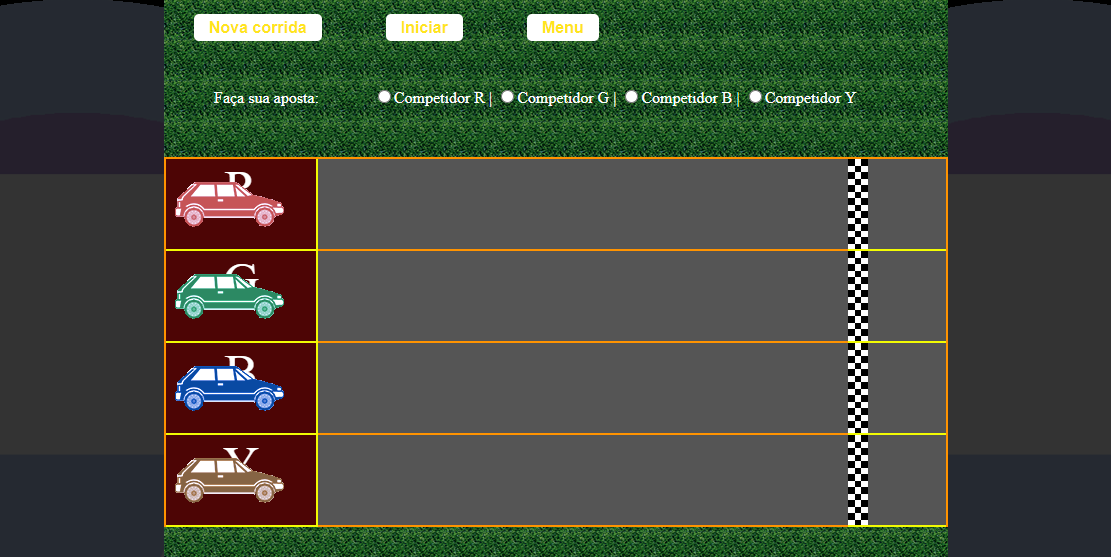 Nova corrida Iniciar Menu
Faça sua aposta: Competidor R | Competidor G | Competidor B | Competidor Y
R
G
B
Y